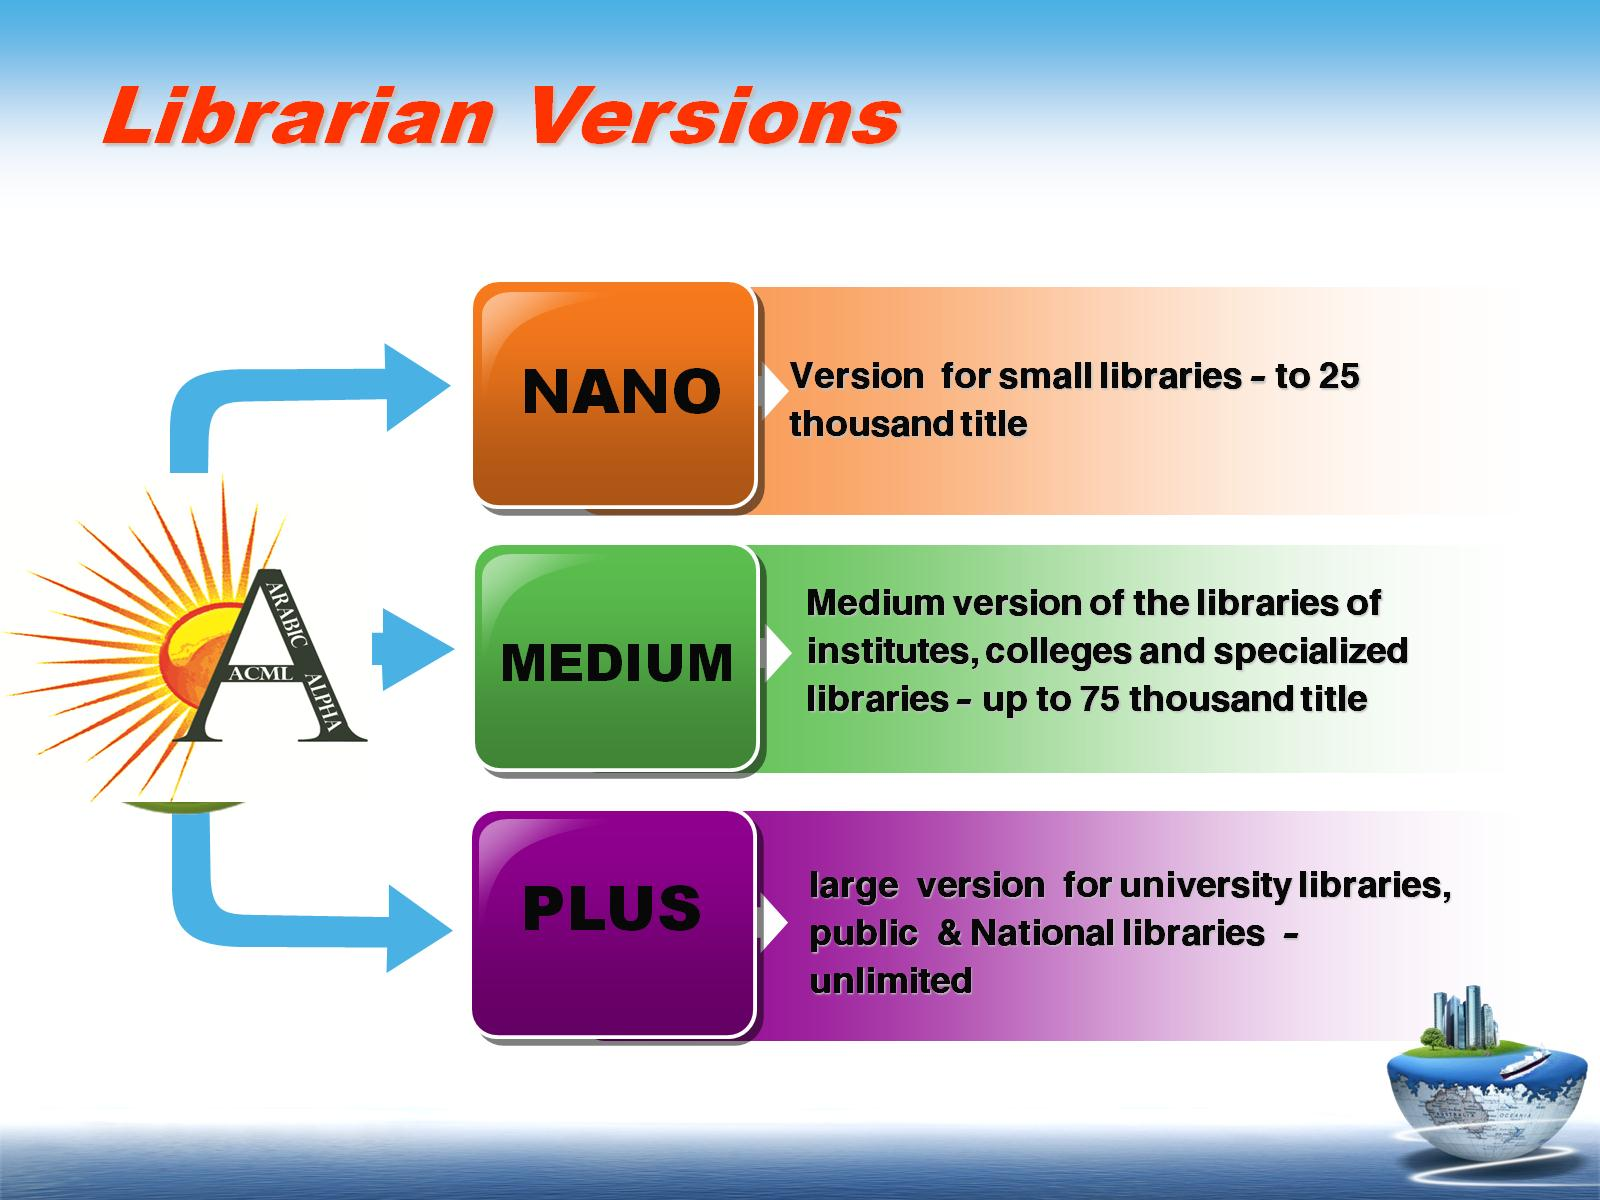 Librarian Versions
NANO
Version for small libraries - to 25
thousand title
ARABIC
ALPHA
ACML
MEDIUM
Medium version of the libraries of
institutes, colleges and specialized
libraries - up to 75 thousand title
PLUS
large version for university libraries,
public & National libraries -
unlimited
AUSTRALIA
OCEANIA